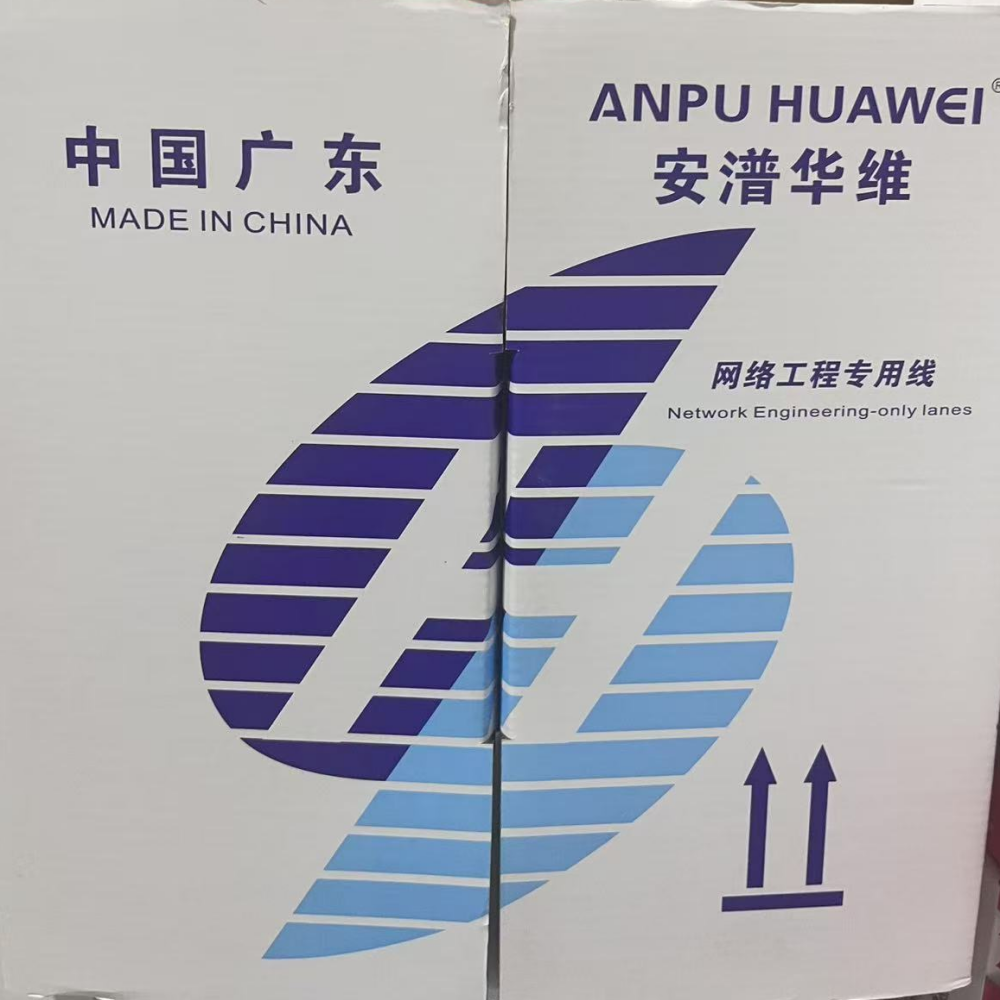 中国广东
MADE IN CHINA
ANPU HUAWEI®
安潽华维
网络工程专用线
Network Engineering-only lanes